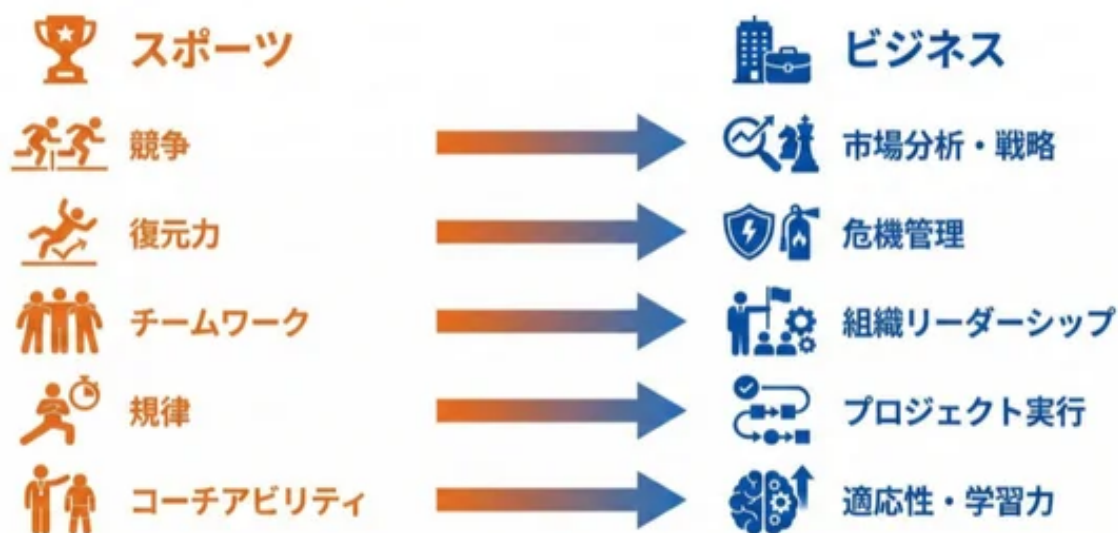 スポーツ
ビジネス
競争
市場分析・戦略
復元力
危機管理
チームワーク
組織リーダーシップ
規律
プロジェクト実行
コーチアビリティ
適応性・学習力